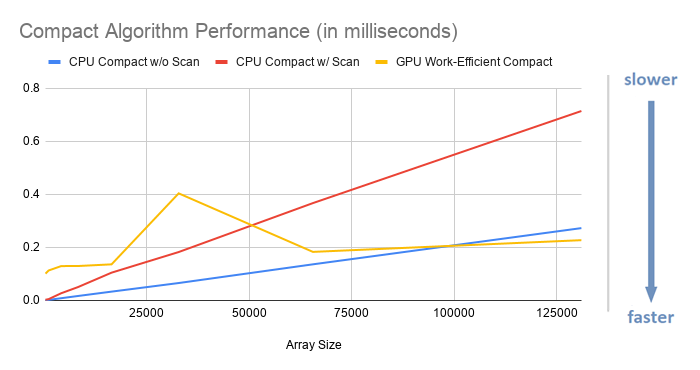 Compact Algorithm Performance (in milliseconds)
CPU Compact w/o Scan CPU Compact w/ Scan GPU Work-Efficient Compact
slower
0.8
0.6
0.4
0.2
0.0
25000 50000 75000 100000 125000
faster
Array Size